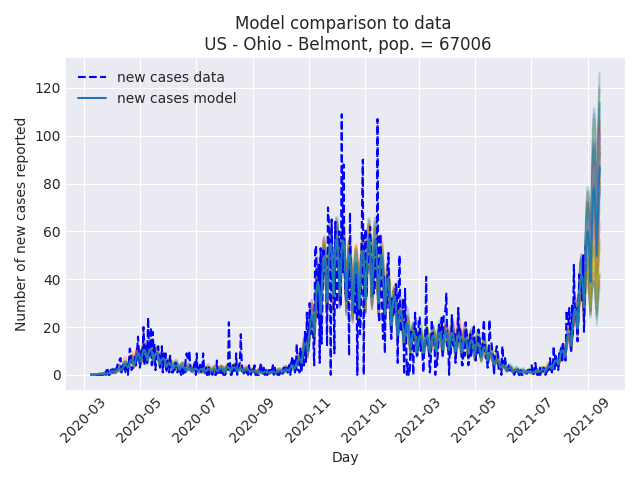 Model comparison to data
US - Ohio - Belmont, pop. = 67006
new cases data
new cases model
Number of new cases reported
120
100
80
60
40
20
0
2020-03
2020-05
2020-07
2020-09
2020-11
2021-01
2021-03
2021-05
2021-07
2021-09
Day